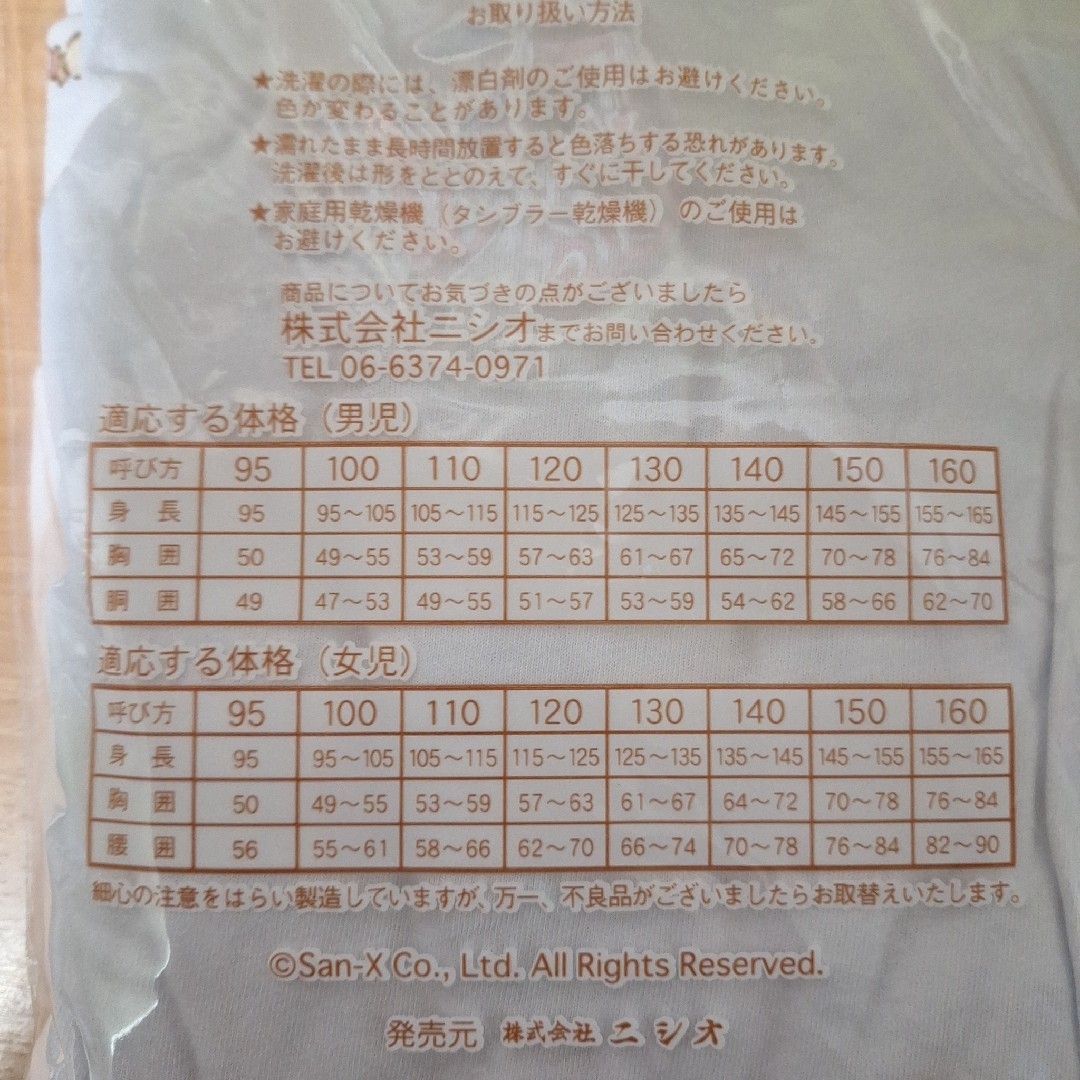 お取り扱い方法
★洗濯の際には、漂白剤のご使用はお避けください。
色が変わることがあります。
★濡れたまま長時間放置すると色落ちする恐れがあります。
洗濯後は形をととのえて、すぐに干してください。
★家庭用乾燥機（タンブラー乾燥機）のご使用は
お避けください。
商品についてお気づきの点がございましたら
株式会社ニシオまでお問い合わせください。
TEL 06-6374-0971
適応する体格（男児）
呼び方 95 100 110 120 130 140 150 160
身長 95 95～105 105～115 115～125 125～135 135～145 145～155 155～165
胸囲 50 49～55 53～59 57～63 61～67 65～72 70～78 76～84
胴囲 49 47～53 49～55 51～57 53～59 54～62 58～66 62～70
適応する体格（女児）
呼び方 95 100 110 120 130 140 150 160
身長 95 95～105 105～115 115～125 125～135 135～145 145～155 155～165
胸囲 50 49～55 53～59 57～63 61～67 64～72 70～78 76～84
腰囲 56 55～61 58～66 62～70 66～74 70～78 76～84 82～90
細心の注意をはらい製造していますが、万一、不良品がございましたらお取替えいたします。
©San-X Co., Ltd. All Rights Reserved.
発売元 株式会社ニシオ